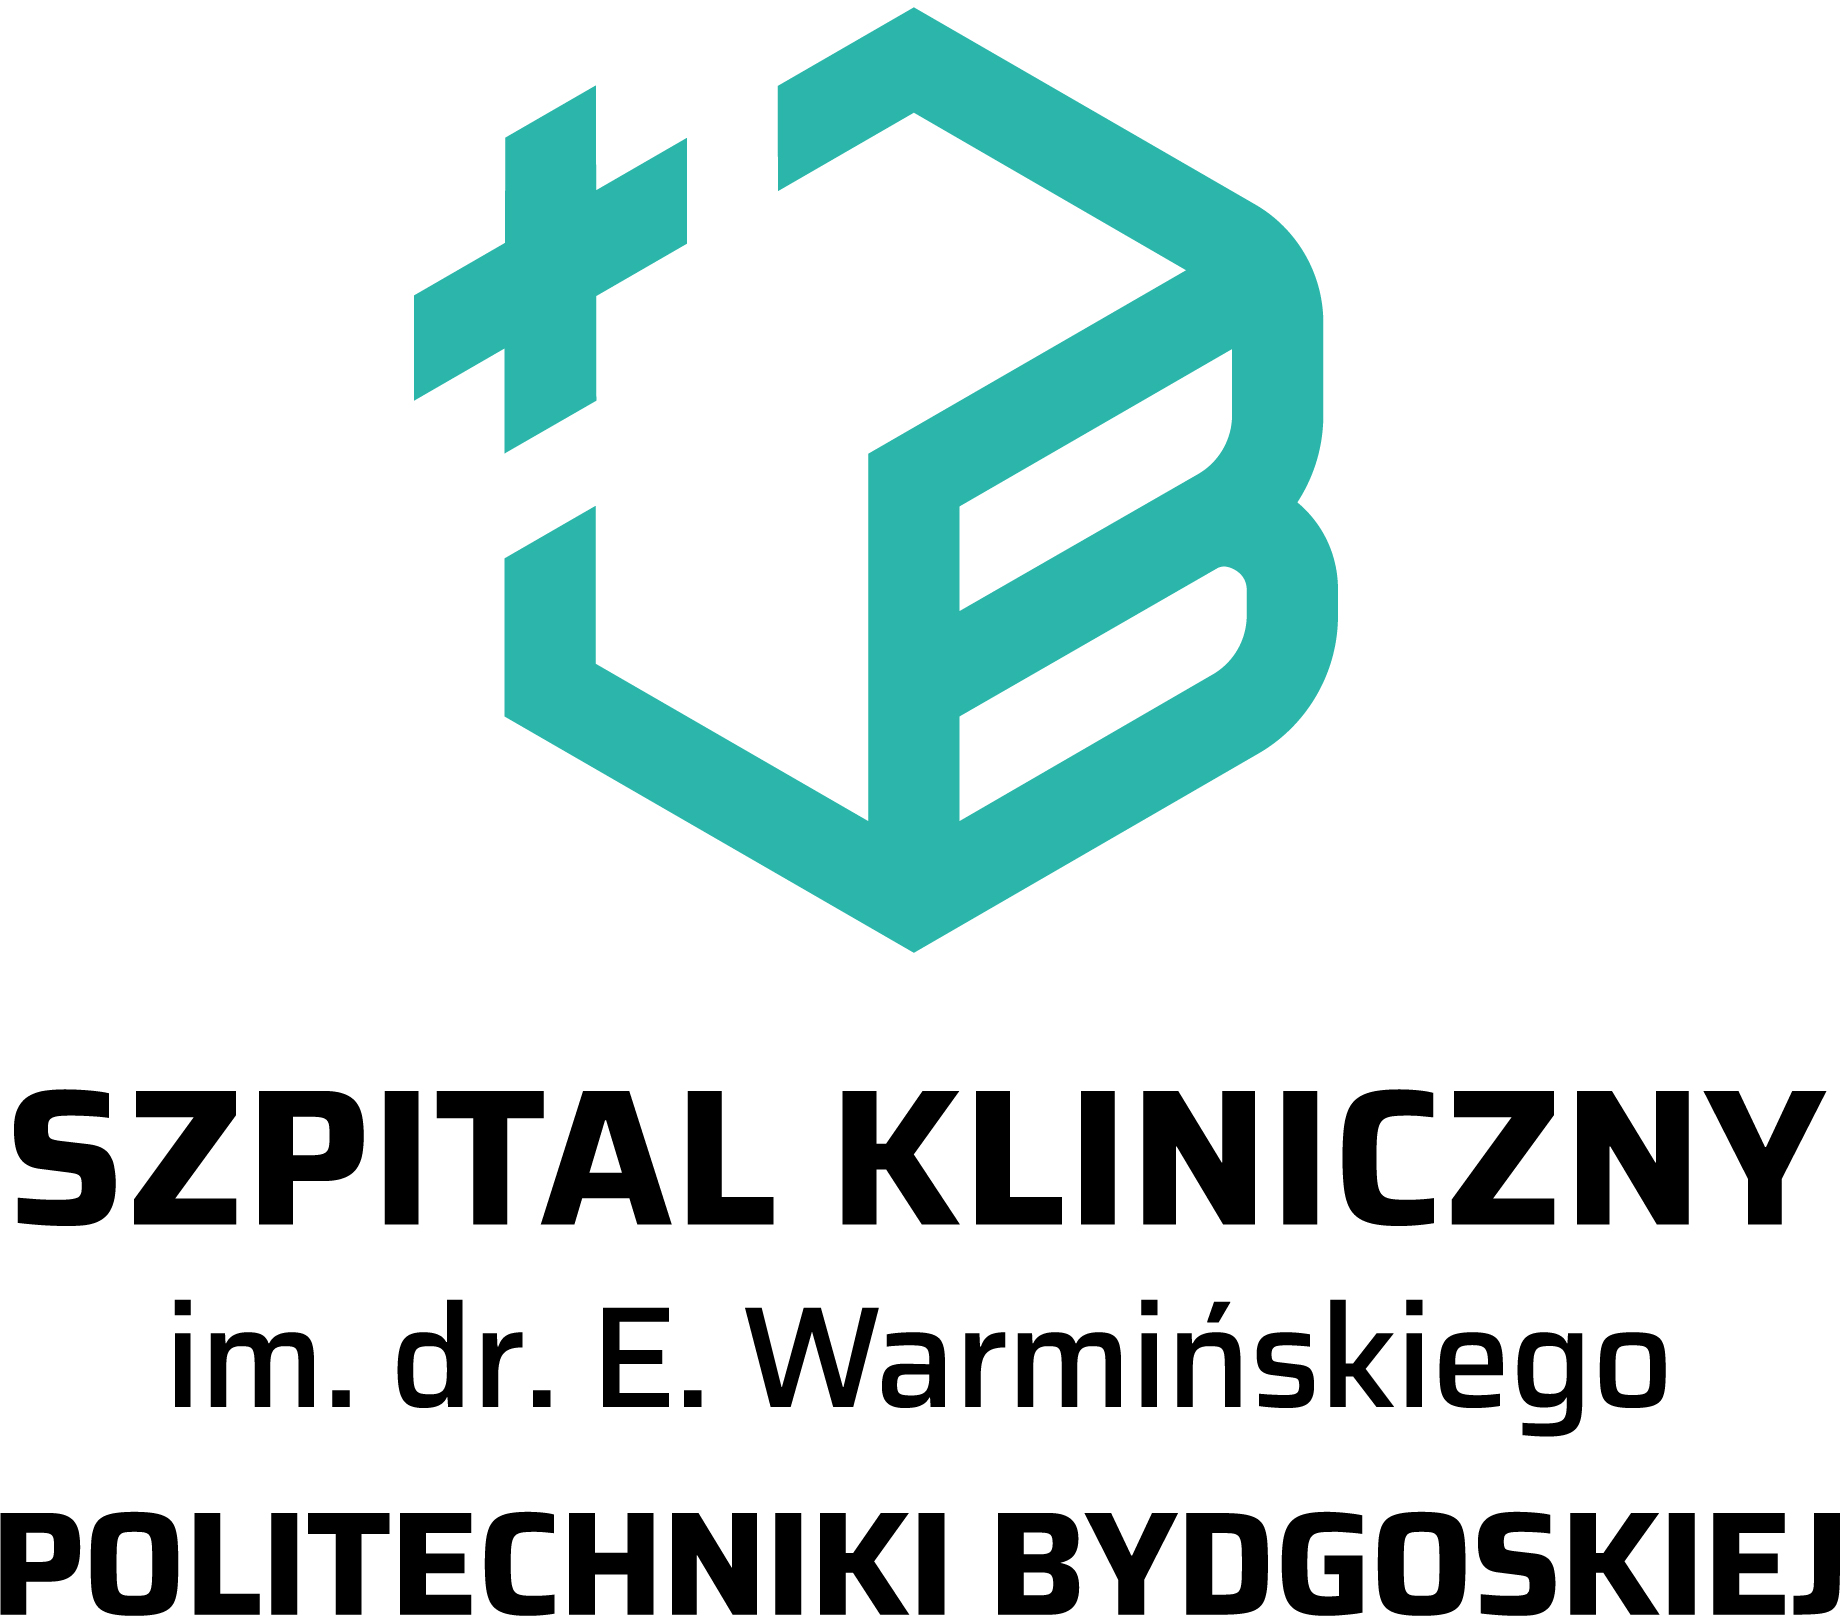 SZPITAL KLINICZNY
im. dr. E. Warmińskiego
POLITECHNIKI BYDGOSKIEJ